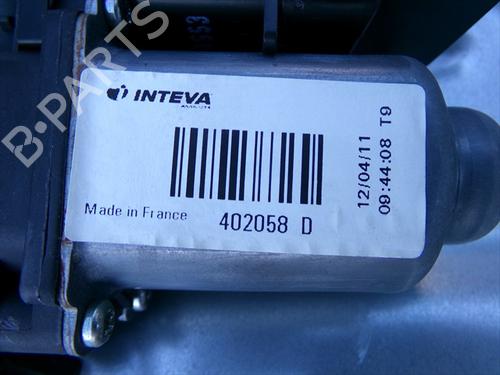 INTEVA
Made in France
402058 D
12/04/11
09:44:08 T9
B-PARTS